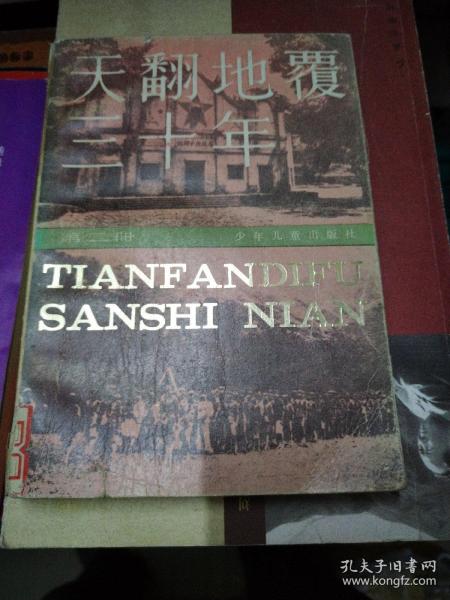 天翻地覆
三十年
第二册 少年儿童出版社
TIANFANDIFU
SANSHI NIAN
孔夫子旧书网
www.kongfz.com